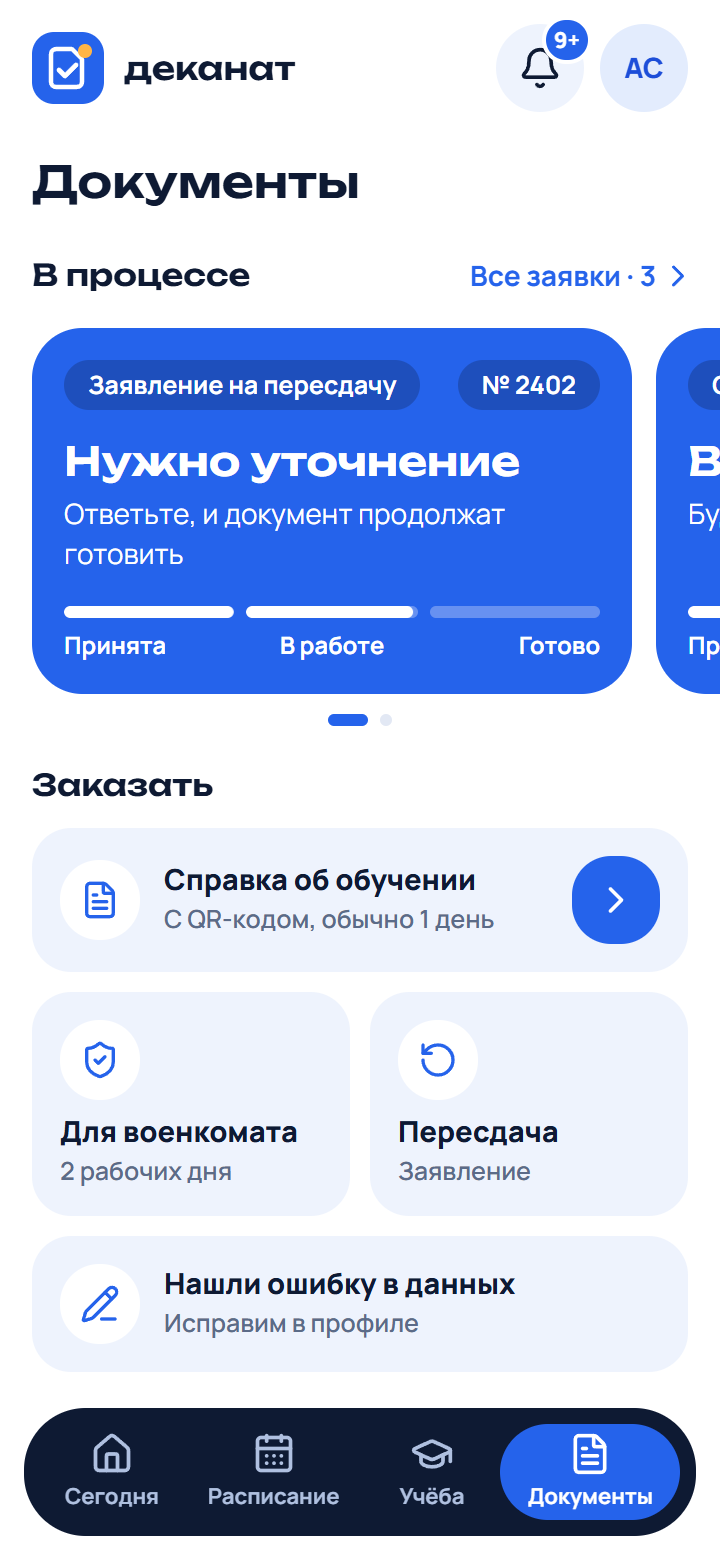 деканат
9+
АС
Документы
В процессе
Все заявки · 3
Заявление на пересдачу
№ 2402
Нужно уточнение
Ответьте, и документ продолжат
готовить
Принята
В работе
Готово
Заказать
Справка об обучении
С QR-кодом, обычно 1 день
Для военкомата
2 рабочих дня
Пересдача
Заявление
Нашли ошибку в данных
Исправим в профиле
Сегодня
Расписание
Учёба
Документы